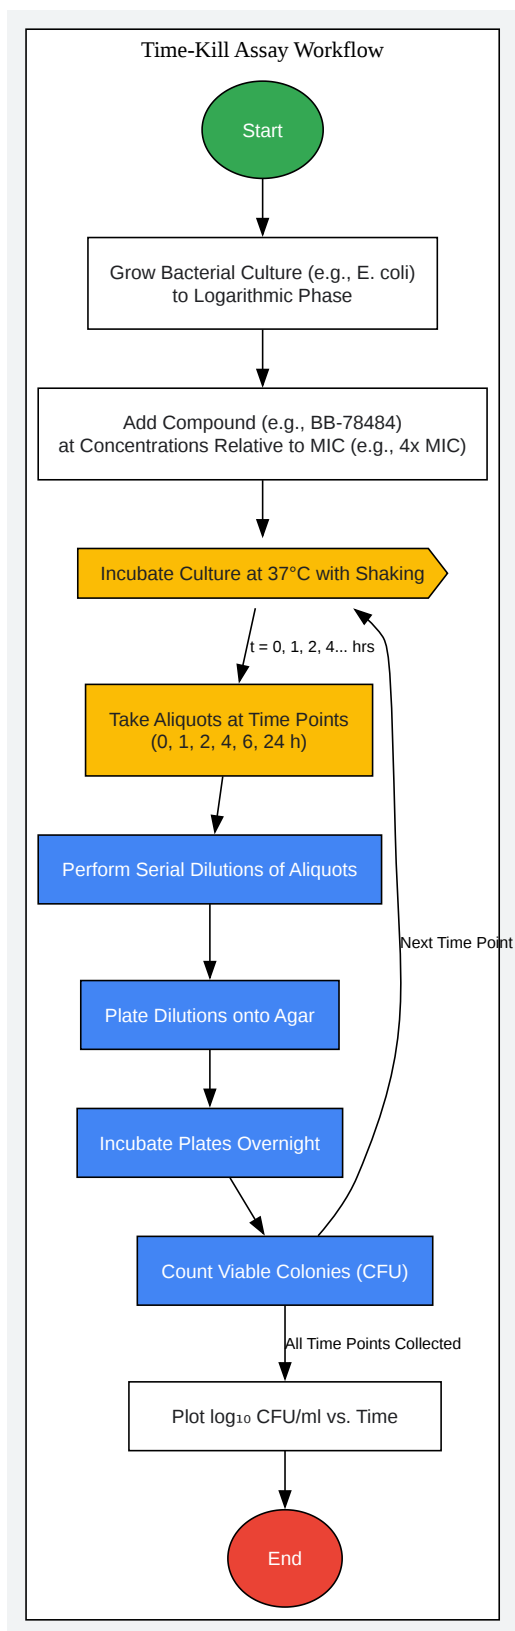 Time-Kill Assay Workflow
Start
Grow Bacterial Culture (e.g., E. coli)
to Logarithmic Phase
Add Compound (e.g., BB-78484)
at Concentrations Relative to MIC (e.g., 4x MIC)
Incubate Culture at 37°C with Shaking
t = 0, 1, 2, 4... hrs
Take Aliquots at Time Points
(0, 1, 2, 4, 6, 24 h)
Perform Serial Dilutions of Aliquots
Next Time Point
Plate Dilutions onto Agar
Incubate Plates Overnight
Count Viable Colonies (CFU)
All Time Points Collected
Plot log₁₀ CFU/ml vs. Time
End